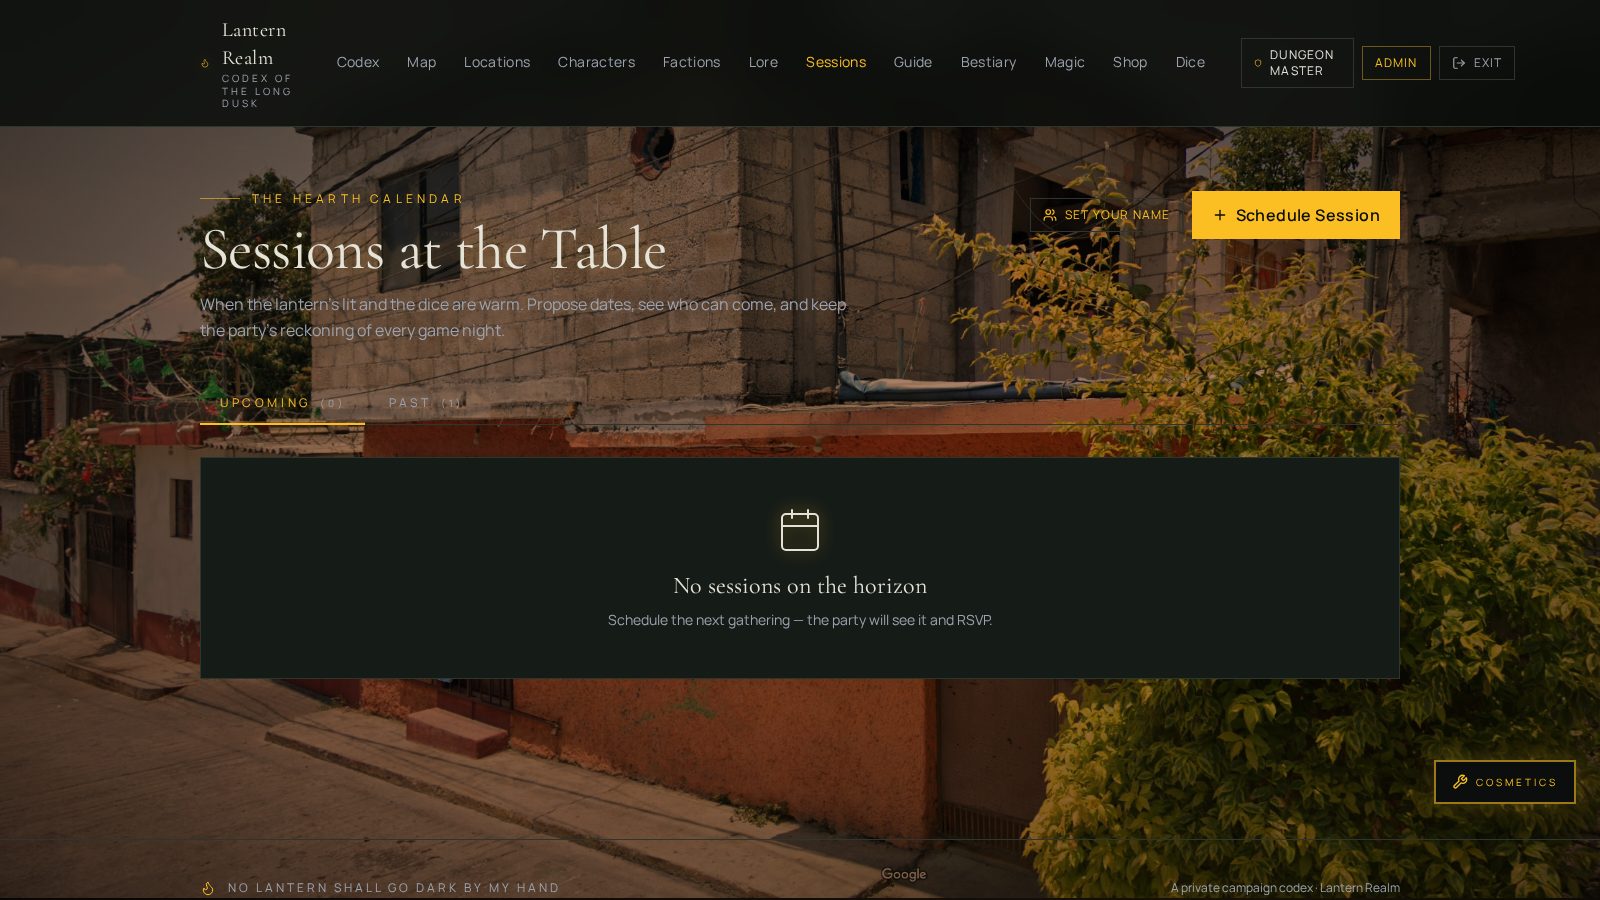 Lantern
Realm
CODEX OF
THE LONG
DUSK
Codex Map Locations Characters Factions Lore Sessions Guide Bestiary Magic Shop Dice
DUNGEON
MASTER
ADMIN
EXIT
THE HEARTH CALENDAR
SET YOUR NAME
Schedule Session
Sessions at the Table
When the lantern's lit and the dice are warm. Propose dates, see who can come, and keep
the party's reckoning of every game night.
UPCOMING (0) PAST (1)
No sessions on the horizon
Schedule the next gathering — the party will see it and RSVP.
COSMETICS
Google
NO LANTERN SHALL GO DARK BY MY HAND
A private campaign codex · Lantern Realm